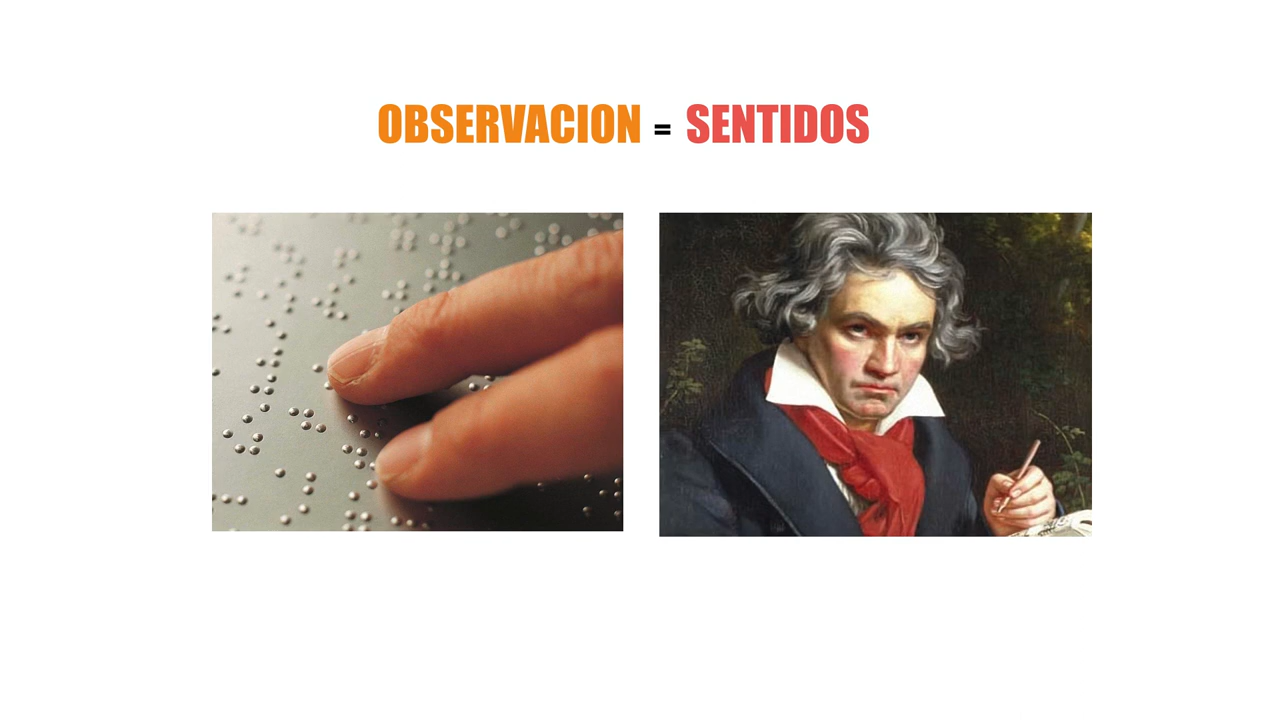 OBSERVACION = SENTIDOS